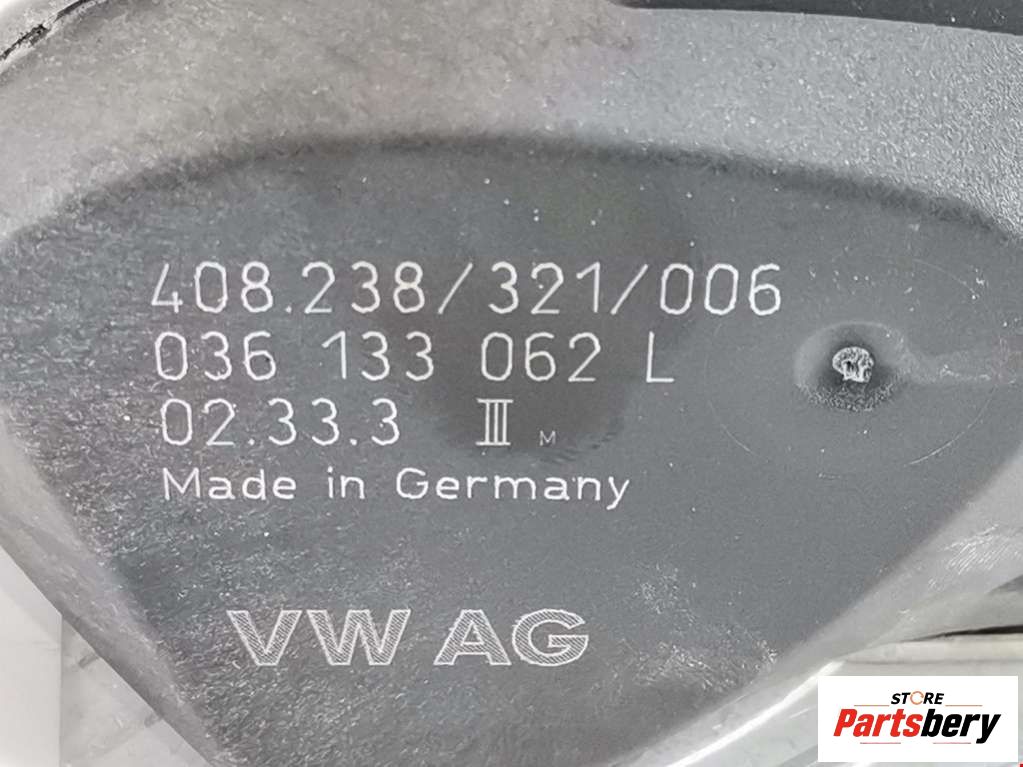 408.238/321/006
036 133 062 L
02.33.3 III M
Made in Germany
VW AG
STORE
Partsbery